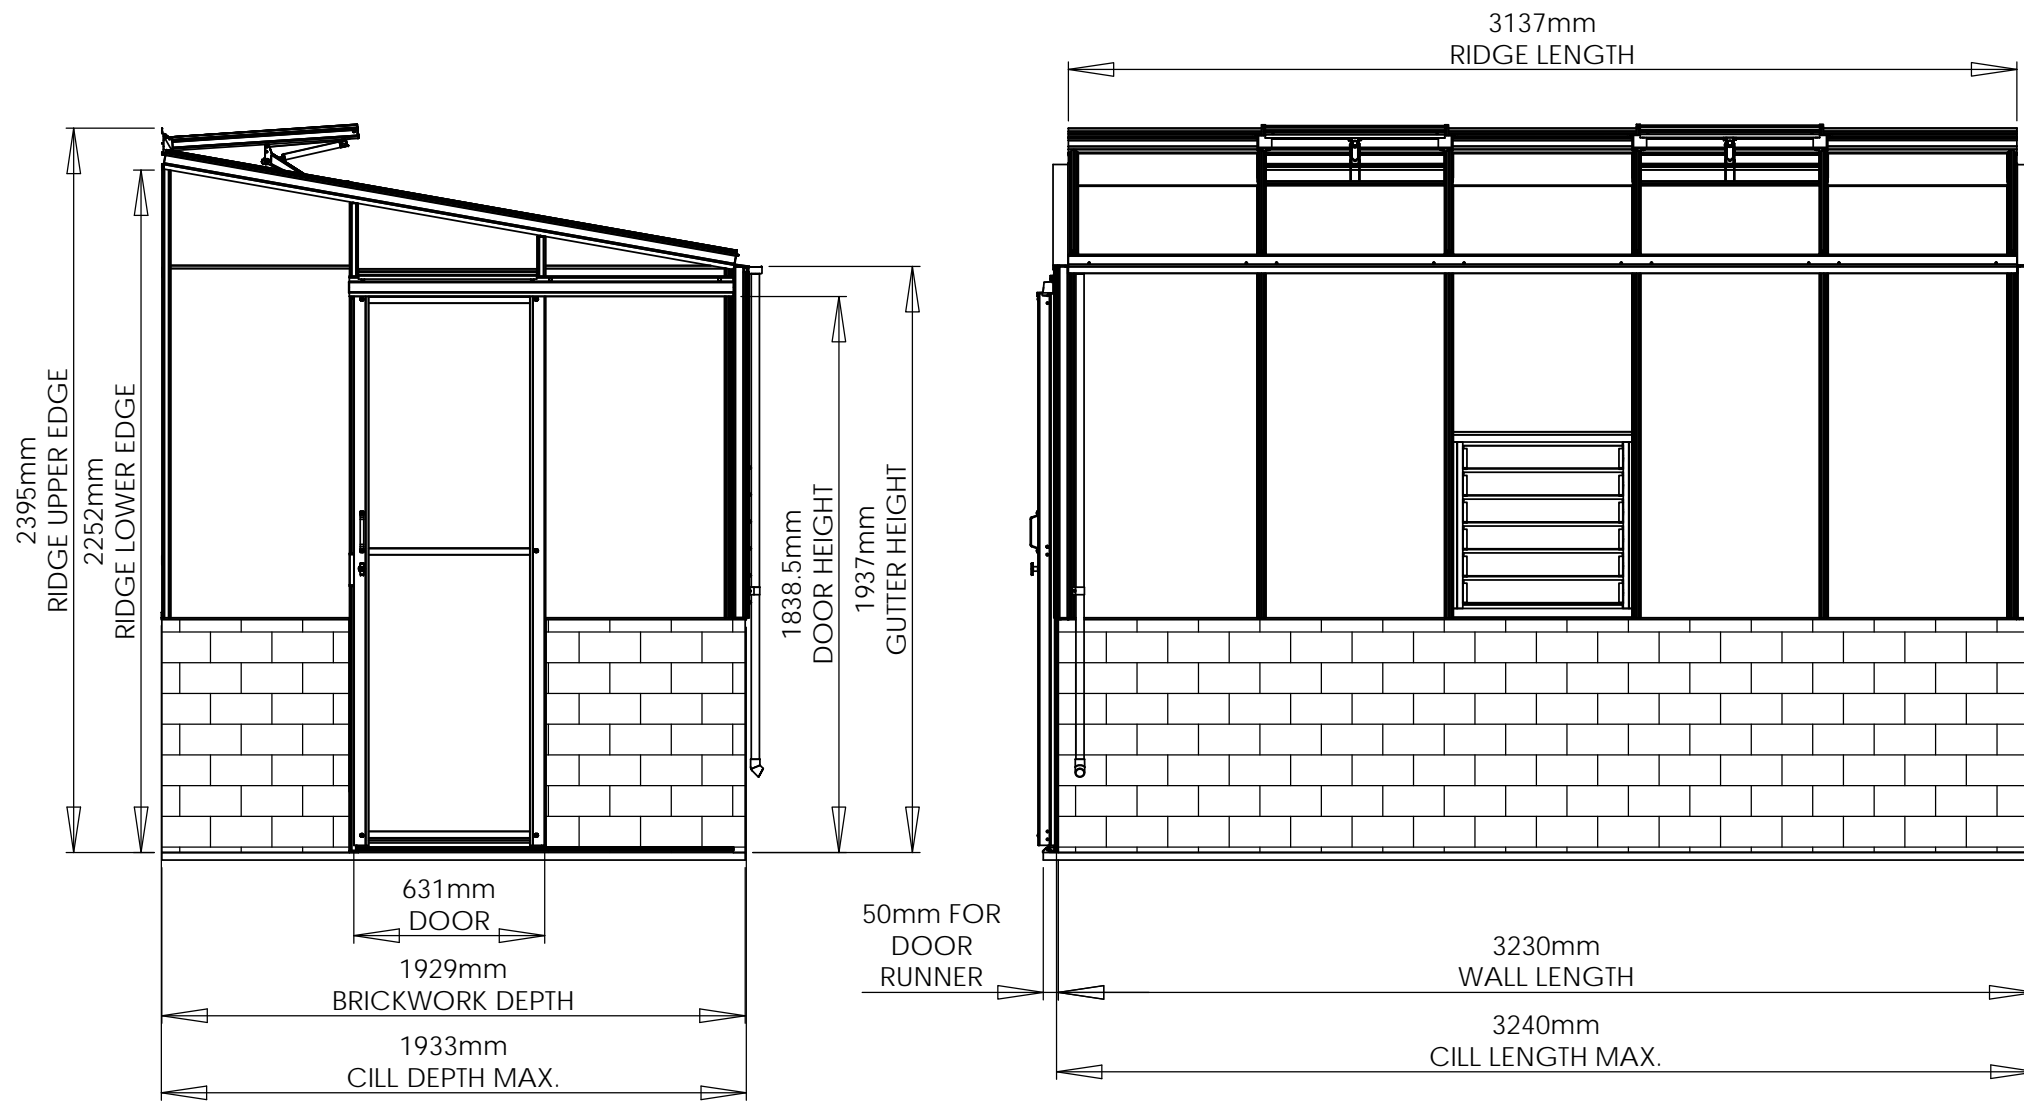 3137mm
RIDGE LENGTH
2395mm
RIDGE UPPER EDGE
2252mm
RIDGE LOWER EDGE
1838.5mm
DOOR HEIGHT
1937mm
GUTTER HEIGHT
631mm
DOOR
1929mm
BRICKWORK DEPTH
1933mm
CILL DEPTH MAX.
50mm FOR
DOOR
RUNNER
3230mm
WALL LENGTH
3240mm
CILL LENGTH MAX.